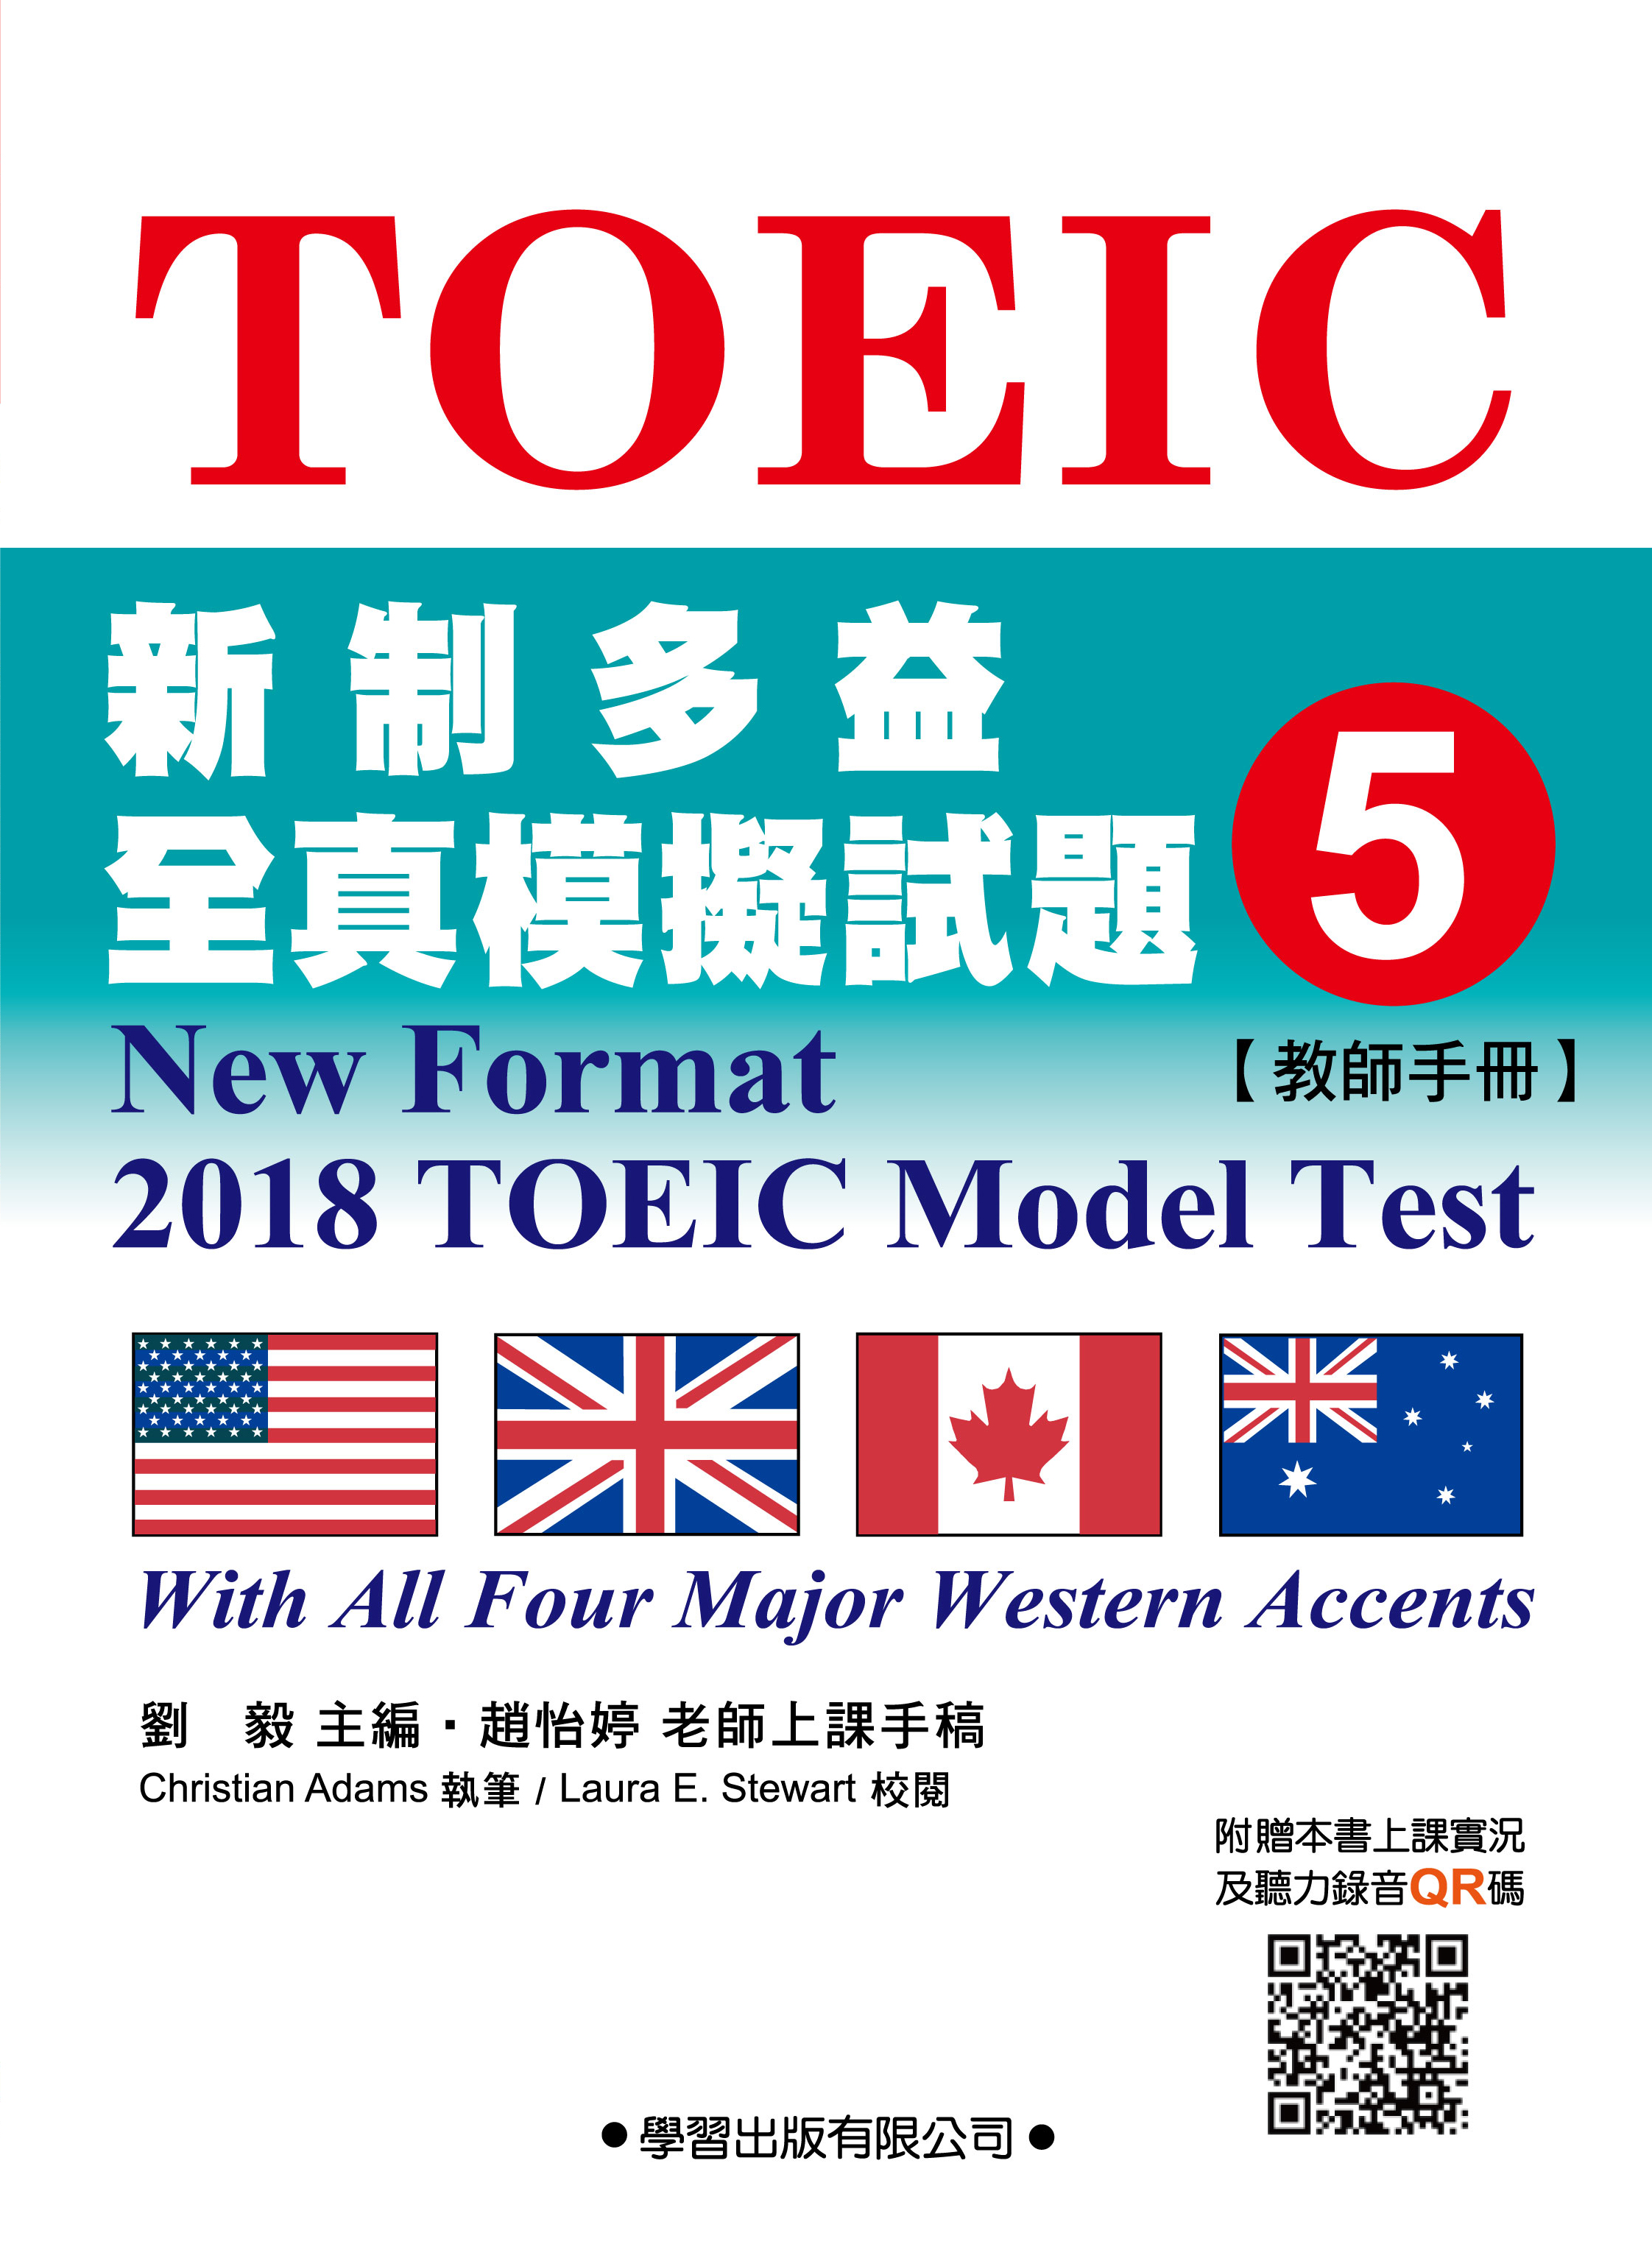 TOEIC
新制多益
全真模擬試題 5
New Format
【教師手冊】
2018 TOEIC Model Test
With All Four Major Western Accents
劉　毅 主編・趙怡婷 老師上課手稿
Christian Adams 執筆 / Laura E. Stewart 校閱
附贈本書上課實況
及聽力錄音QR碼
●學習出版有限公司●